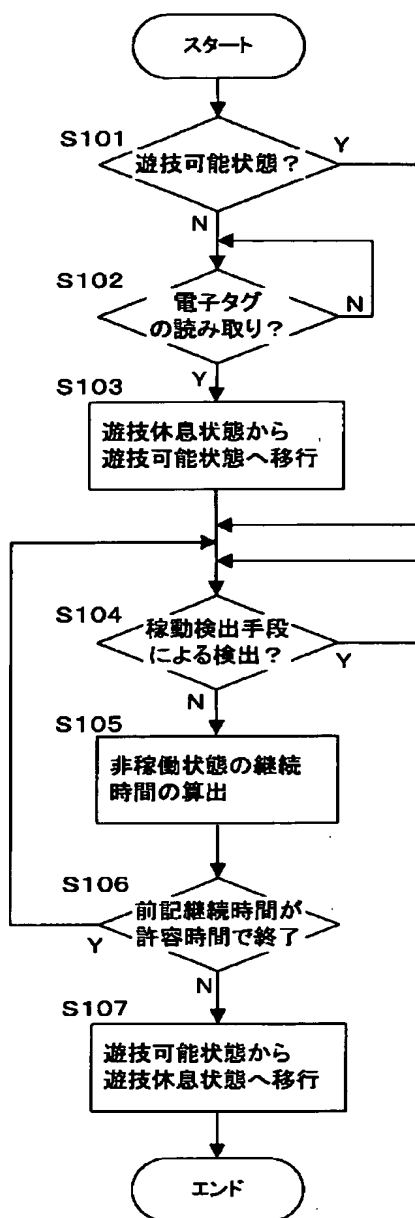 スタート
S101
遊技可能状態？
Y
N
S102
電子タグ
の読み取り？
N
Y
S103
遊技休息状態から
遊技可能状態へ移行
S104
稼動検出手段
による検出？
Y
N
S105
非稼働状態の継続
時間の算出
S106
前記継続時間が
許容時間で終了
Y
N
S107
遊技可能状態から
遊技休息状態へ移行
エンド